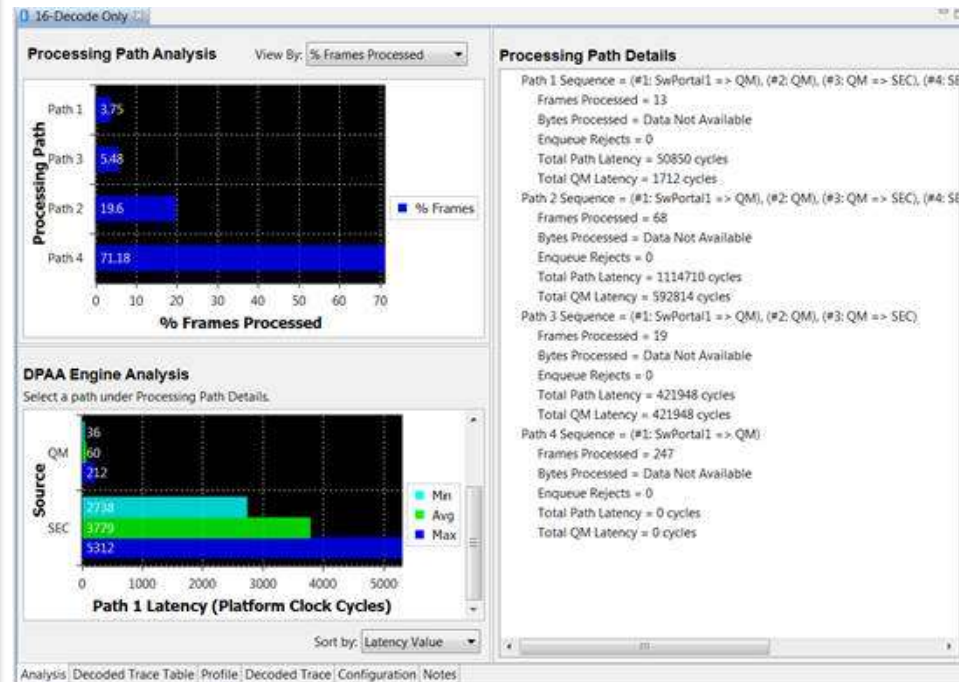 16-Decode Only
Processing Path Analysis
View By: % Frames Processed
Processing Path
Path 1
3.75
Path 3
5.48
Path 2
19.6
Path 4
71.18
0 10 20 30 40 50 60 70
% Frames Processed
% Frames
DPAA Engine Analysis
Select a path under Processing Path Details.
Source
QM
36
60
212
SEC
2738
3779
5312
0 1000 2000 3000 4000 5000
Path 1 Latency (Platform Clock Cycles)
Min
Avg
Max
Sort by: Latency Value
Processing Path Details
Path 1 Sequence = (#1: SwPortal1 => QM), (#2: QM), (#3: QM => SEC), (#4: SE
Frames Processed = 13
Bytes Processed = Data Not Available
Enqueue Rejects = 0
Total Path Latency = 50850 cycles
Total QM Latency = 1712 cycles
Path 2 Sequence = (#1: SwPortal1 => QM), (#2: QM), (#3: QM => SEC), (#4: SE
Frames Processed = 68
Bytes Processed = Data Not Available
Enqueue Rejects = 0
Total Path Latency = 1114710 cycles
Total QM Latency = 592814 cycles
Path 3 Sequence = (#1: SwPortal1 => QM), (#2: QM), (#3: QM => SEC)
Frames Processed = 19
Bytes Processed = Data Not Available
Enqueue Rejects = 0
Total Path Latency = 421948 cycles
Total QM Latency = 421948 cycles
Path 4 Sequence = (#1: SwPortal1 => QM)
Frames Processed = 247
Bytes Processed = Data Not Available
Enqueue Rejects = 0
Total Path Latency = 0 cycles
Total QM Latency = 0 cycles
Analysis Decoded Trace Table Profile Decoded Trace Configuration Notes